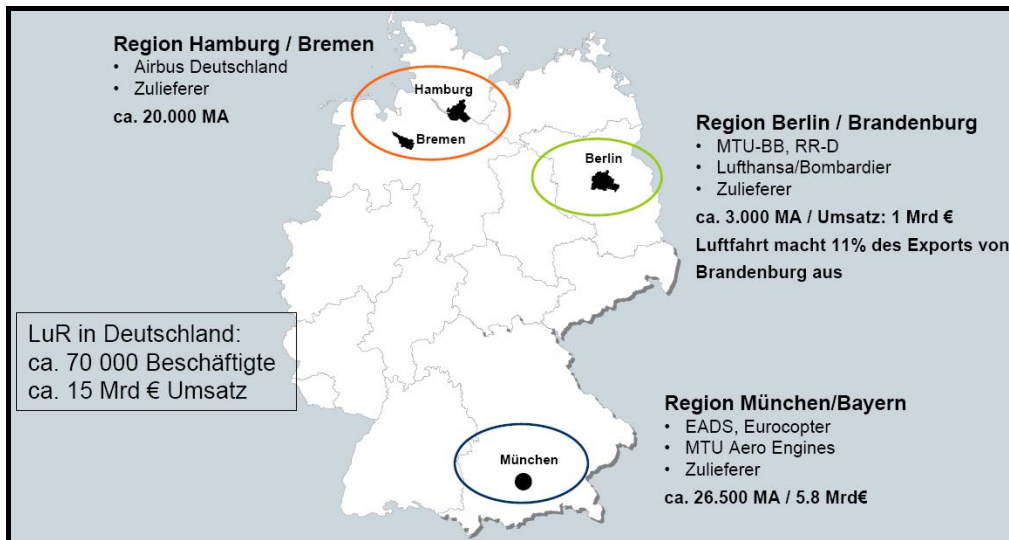 Region Hamburg / Bremen
• Airbus Deutschland
• Zulieferer
ca. 20.000 MA
Hamburg
Bremen
Berlin
Region Berlin / Brandenburg
• MTU-BB, RR-D
• Lufthansa/Bombardier
• Zulieferer
ca. 3.000 MA / Umsatz: 1 Mrd €
Luftfahrt macht 11% des Exports von
Brandenburg aus
LuR in Deutschland:
ca. 70 000 Beschäftigte
ca. 15 Mrd € Umsatz
München
Region München/Bayern
• EADS, Eurocopter
• MTU Aero Engines
• Zulieferer
ca. 26.500 MA / 5.8 Mrd€